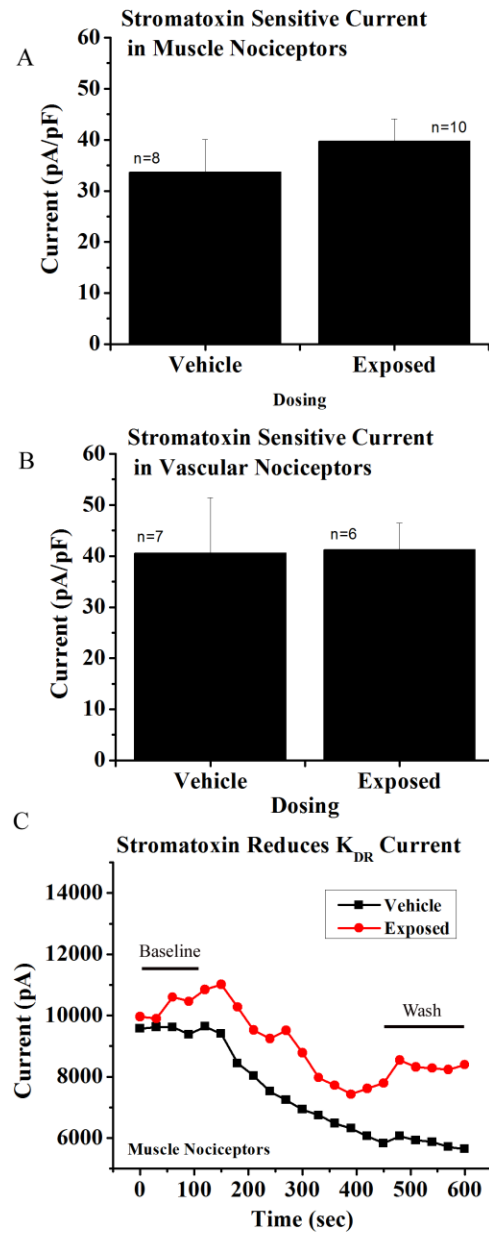 A
Stromatoxin Sensitive Current
in Muscle Nociceptors
Current (pA/pF)
60
50
40
30
20
10
0
n=8
n=10
Vehicle
Exposed
Dosing
B
Stromatoxin Sensitive Current
in Vascular Nociceptors
Current (pA/pF)
60
50
40
30
20
10
0
n=7
n=6
Vehicle
Exposed
Dosing
C
Stromatoxin Reduces KDR Current
Current (pA)
14000
12000
10000
8000
6000
Vehicle
Exposed
Baseline
Wash
Muscle Nociceptors
0 100 200 300 400 500 600
Time (sec)